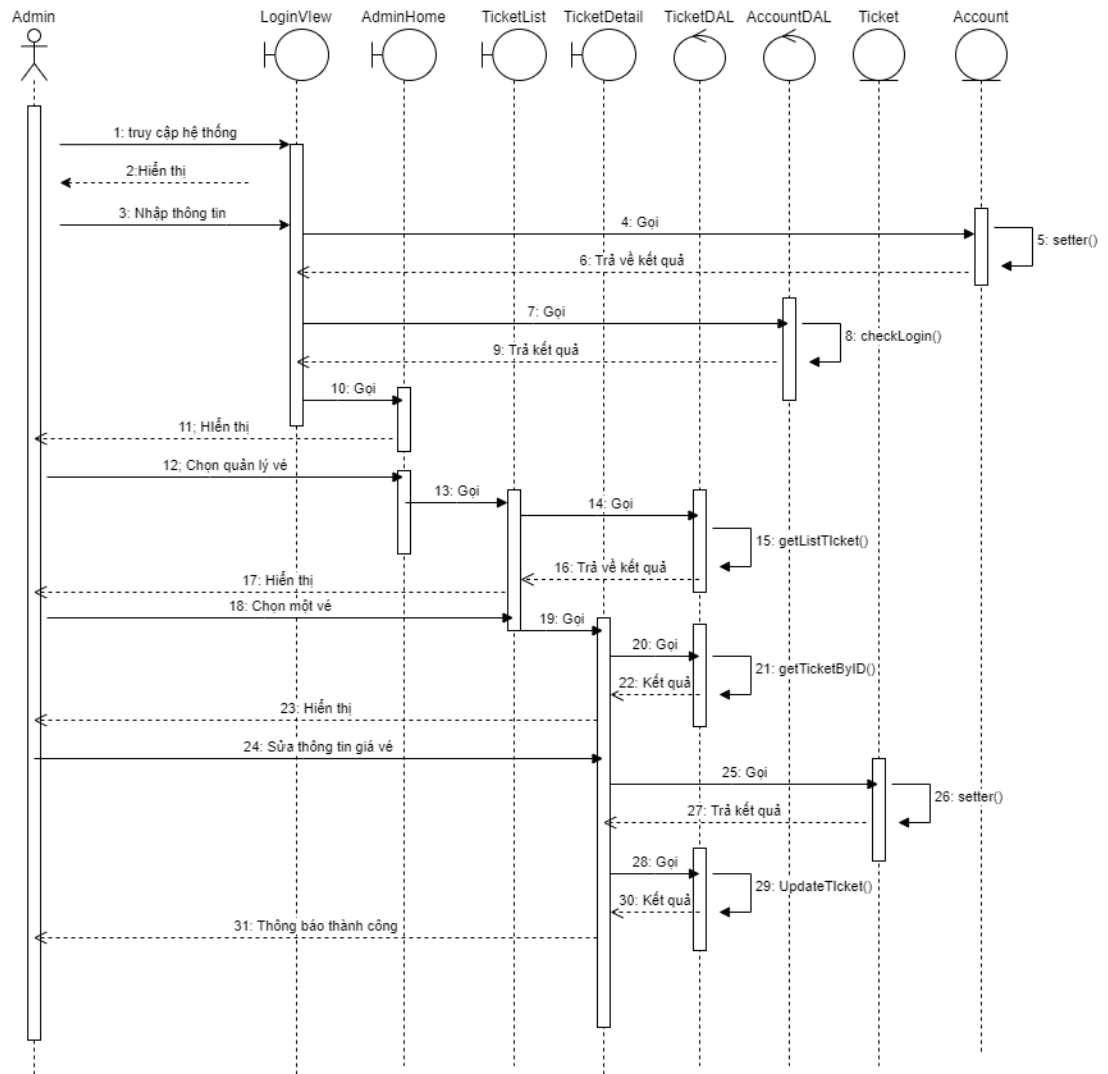 Admin
LoginVIew
AdminHome
TicketList
TicketDetail
TicketDAL
AccountDAL
Ticket
Account
1: truy cập hệ thống
2:Hiển thị
3: Nhập thông tin
4: Gọi
5: setter()
6: Trả về kết quả
7: Gọi
8: checkLogin()
9: Trả kết quả
10: Gọi
11; HIển thị
12; Chọn quản lý vé
13: Gọi
14: Gọi
15: getListTIcket()
16: Trả về kết quả
17: Hiển thị
18: Chọn một vé
19: Gọi
20: Gọi
21: getTicketByID()
22: Kết quả
23: Hiển thị
24: Sửa thông tin giá vé
25: Gọi
26: setter()
27: Trả kết quả
28: Gọi
29: UpdateTIcket()
30: Kết quả
31: Thông báo thành công